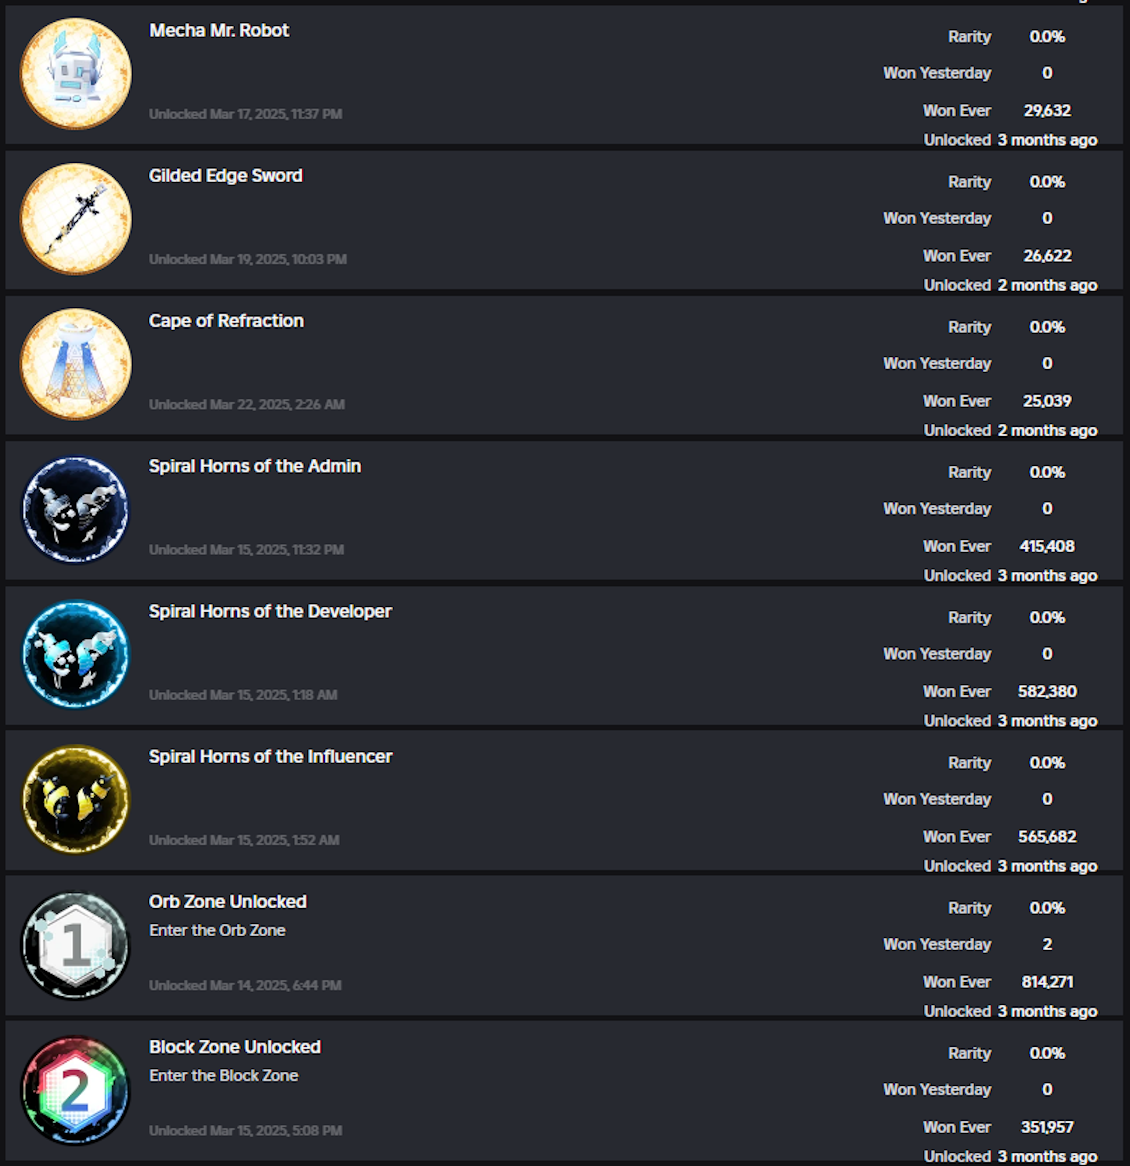 Mecha Mr. Robot
Rarity 0.0%
Won Yesterday 0
Won Ever 29,632
Unlocked Mar 17, 2025, 11:37 PM
Unlocked 3 months ago
Gilded Edge Sword
Rarity 0.0%
Won Yesterday 0
Won Ever 26,622
Unlocked Mar 19, 2025, 10:03 PM
Unlocked 2 months ago
Cape of Refraction
Rarity 0.0%
Won Yesterday 0
Won Ever 25,039
Unlocked Mar 22, 2025, 2:26 AM
Unlocked 2 months ago
Spiral Horns of the Admin
Rarity 0.0%
Won Yesterday 0
Won Ever 415,408
Unlocked Mar 15, 2025, 11:32 PM
Unlocked 3 months ago
Spiral Horns of the Developer
Rarity 0.0%
Won Yesterday 0
Won Ever 582,380
Unlocked Mar 15, 2025, 1:18 AM
Unlocked 3 months ago
Spiral Horns of the Influencer
Rarity 0.0%
Won Yesterday 0
Won Ever 565,682
Unlocked Mar 15, 2025, 1:52 AM
Unlocked 3 months ago
1
Orb Zone Unlocked
Enter the Orb Zone
Rarity 0.0%
Won Yesterday 2
Won Ever 814,271
Unlocked Mar 14, 2025, 6:44 PM
Unlocked 3 months ago
2
Block Zone Unlocked
Enter the Block Zone
Rarity 0.0%
Won Yesterday 0
Won Ever 351,957
Unlocked Mar 15, 2025, 5:08 PM
Unlocked 3 months ago